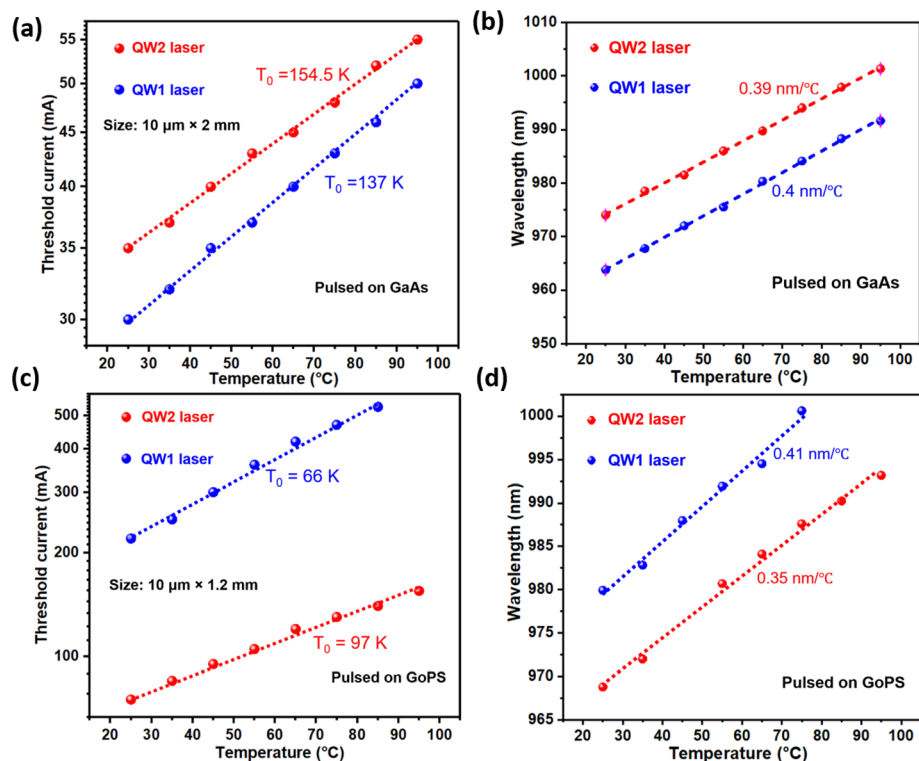 (a)
QW2 laser
QW1 laser
Size: 10 µm × 2 mm
T0 = 154.5 K
T0 =137 K
Pulsed on GaAs
Threshold current (mA)
55
50
45
40
35
30
20 30 40 50 60 70 80 90 100
Temperature (°C)
(b)
QW2 laser
QW1 laser
0.39 nm/℃
0.4 nm/℃
Pulsed on GaAs
Wavelength (nm)
1010
1000
990
980
970
960
950
20 30 40 50 60 70 80 90 100
Temperature (°C)
(c)
QW2 laser
QW1 laser
T0 = 66 K
Size: 10 µm × 1.2 mm
T0 = 97 K
Pulsed on GoPS
Threshold current (mA)
500
400
300
200
100
20 30 40 50 60 70 80 90 100
Temperature (°C)
(d)
QW2 laser
QW1 laser
0.41 nm/℃
0.35 nm/℃
Pulsed on GoPS
Wavelength (nm)
1000
995
990
985
980
975
970
965
20 30 40 50 60 70 80 90 100
Temperature (°C)